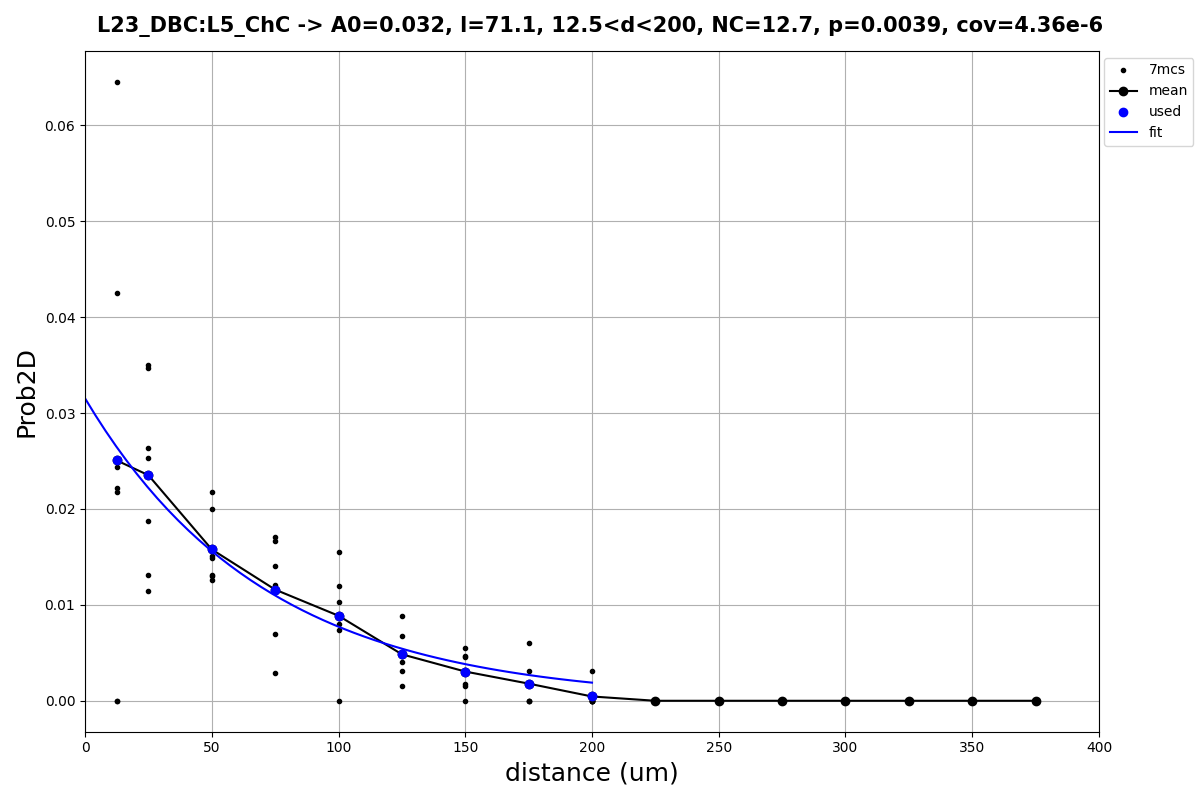 L23_DBC:L5_ChC -> A0=0.032, l=71.1, 12.5<d<200, NC=12.7, p=0.0039, cov=4.36e-6
7mcs
mean
used
fit
Prob2D
0.06
0.05
0.04
0.03
0.02
0.01
0.00
0 50 100 150 200 250 300 350 400
distance (um)